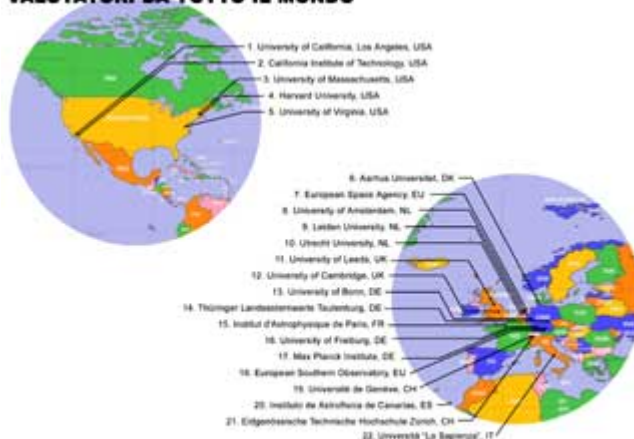 VALUTATORI DA TUTTO IL MONDO
1. University of California, Los Angeles, USA
2. California Institute of Technology, USA
3. University of Massachusetts, USA
4. Harvard University, USA
5. University of Virginia, USA
6. Aarhus Universitet, DK
7. European Space Agency, EU
8. University of Amsterdam, NL
9. Leiden University, NL
10. Utrecht University, NL
11. University of Leeds, UK
12. University of Cambridge, UK
13. University of Bonn, DE
14. Thüringer Landessternwarte Tautenburg, DE
15. Institut d'Astrophysique de Paris, FR
16. University of Freiburg, DE
17. Max Planck Institute, DE
18. European Southern Observatory, EU
19. Université de Genève, CH
20. Instituto de Astrofisica de Canarias, ES
21. Eidgenössische Technische Hochschule Zürich, CH
22. Università "La Sapienza", IT